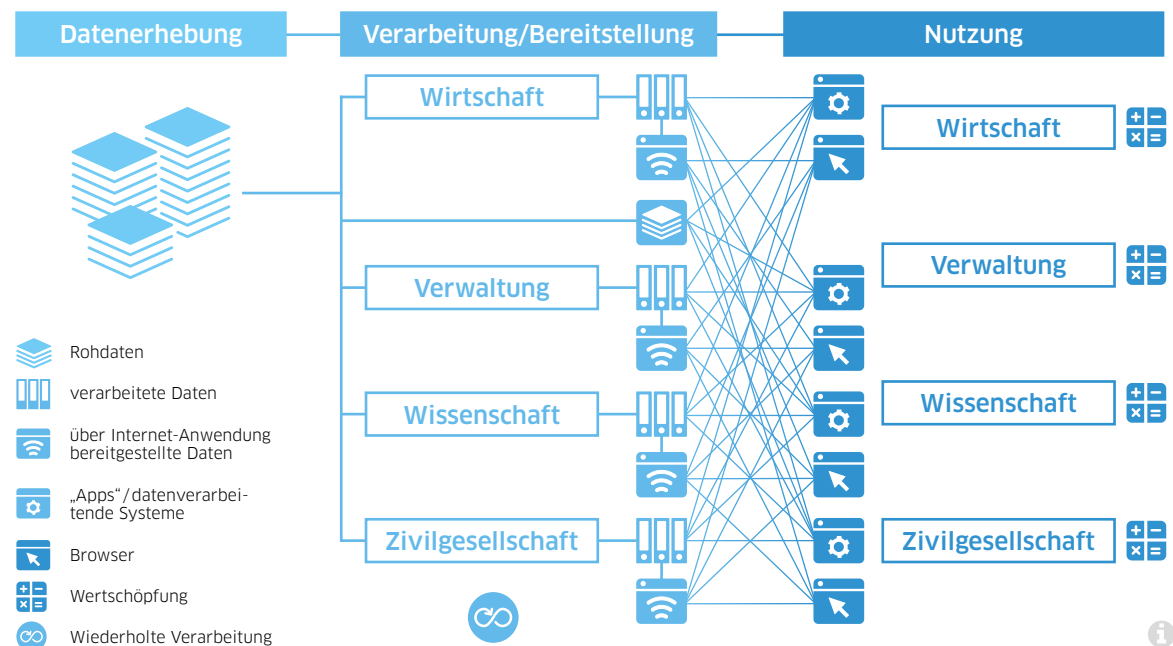 Datenerhebung
Verarbeitung/Bereitstellung
Nutzung
Wirtschaft
Verwaltung
Wissenschaft
Zivilgesellschaft
Wirtschaft
Verwaltung
Wissenschaft
Zivilgesellschaft
Rohdaten
verarbeitete Daten
über Internet-Anwendung
bereitgestellte Daten
„Apps“/datenverarbei-
tende Systeme
Browser
Wertschöpfung
Wiederholte Verarbeitung